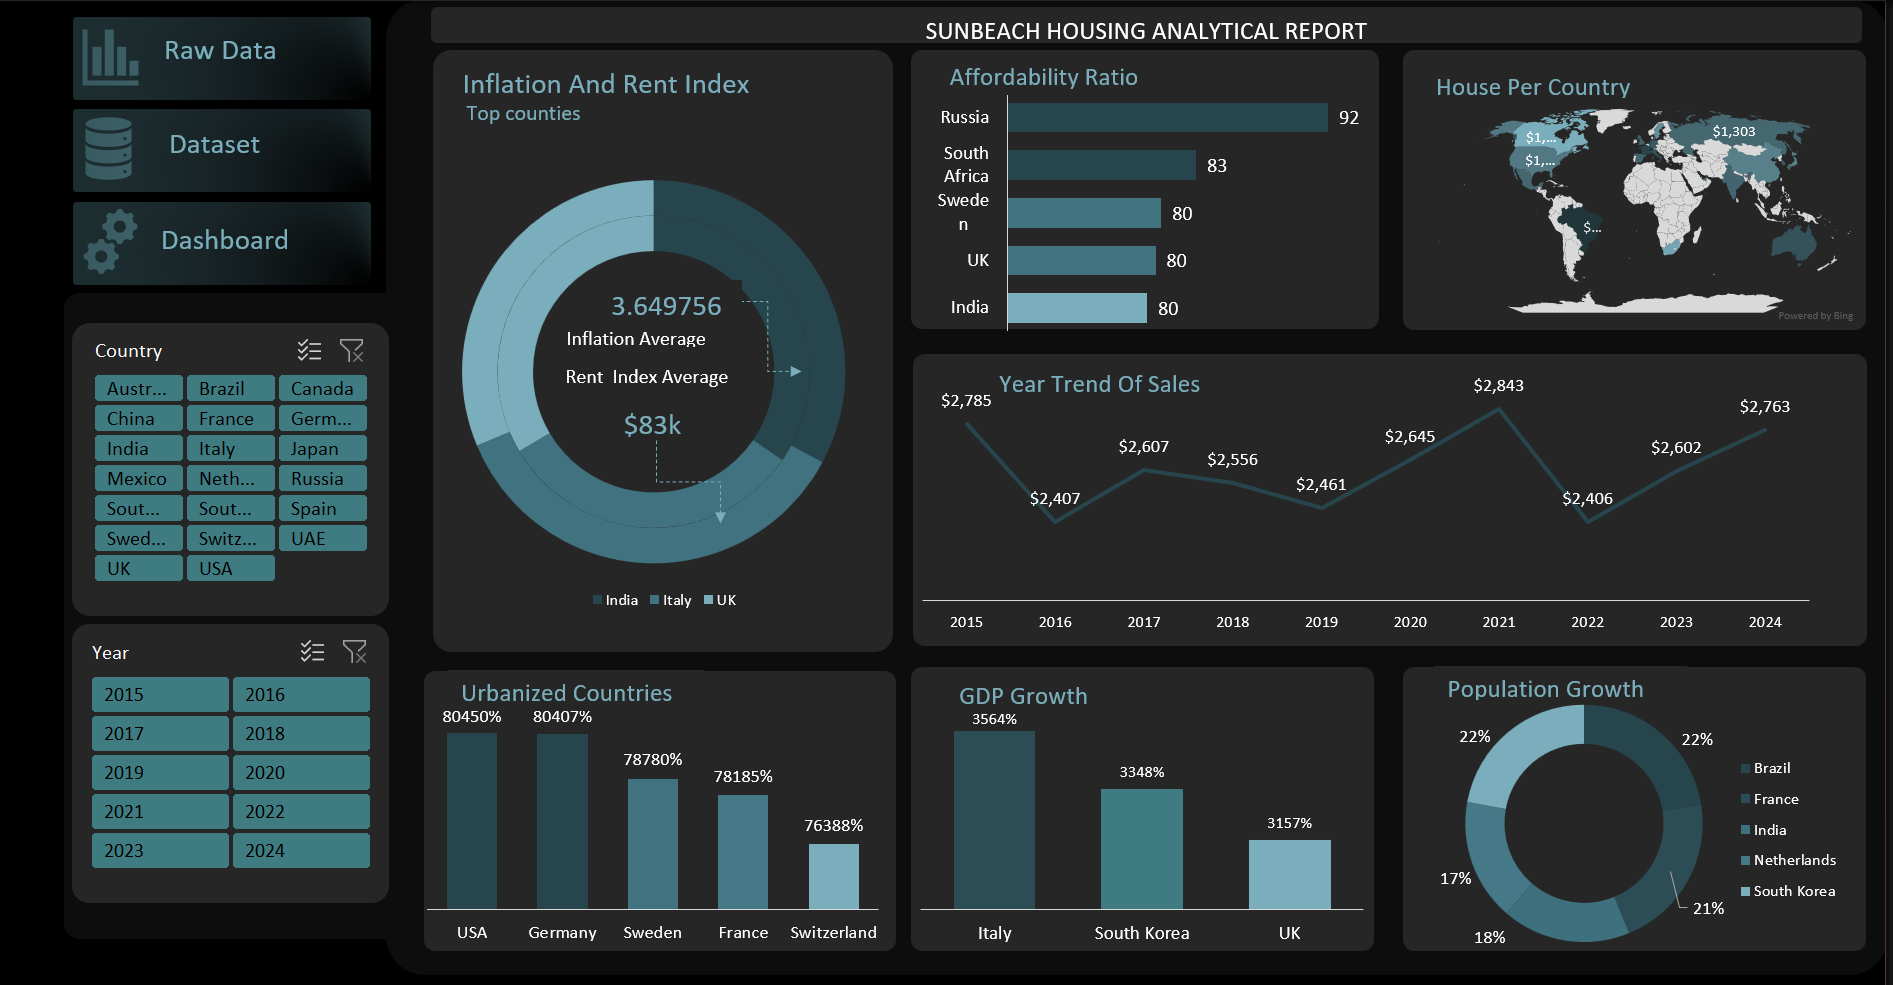 SUNBEACH HOUSING ANALYTICAL REPORT
Raw Data
Dataset
Dashboard
Country
Austr... Brazil Canada
China France Germ...
India Italy Japan
Mexico Neth... Russia
Sout... Sout... Spain
Swed... Switz... UAE
UK USA
Year
2015 2016
2017 2018
2019 2020
2021 2022
2023 2024
Inflation And Rent Index
Top counties
3.649756
Inflation Average
Rent Index Average
$83k
India Italy UK
Affordability Ratio
Russia 92
South
Africa 83
Swede
n 80
UK 80
India 80
House Per Country
$1,... $1,303
$1,...
$...
Powered by Bing
Year Trend Of Sales
$2,785 $2,407 $2,607 $2,556 $2,461 $2,645 $2,843 $2,406 $2,602 $2,763
2015 2016 2017 2018 2019 2020 2021 2022 2023 2024
Urbanized Countries
80450% 80407% 78780% 78185% 76388%
USA Germany Sweden France Switzerland
GDP Growth
3564% 3348% 3157%
Italy South Korea UK
Population Growth
22% 22%
17% 21%
18%
Brazil
France
India
Netherlands
South Korea